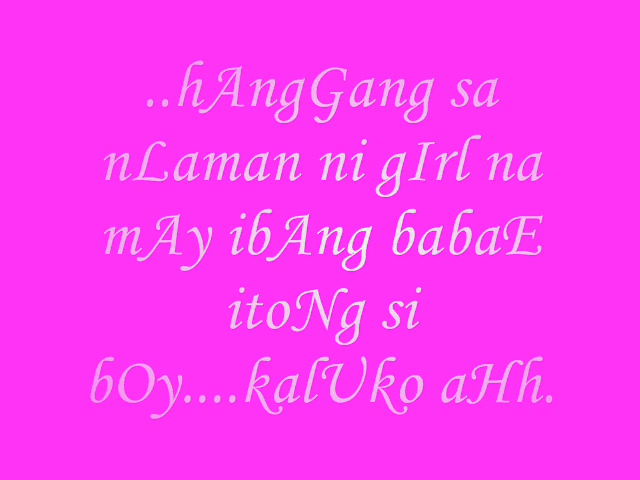 ..hAngGang sa
nLaman ni gIrl na
mAy ibAng babaE
itoNg si
bOy....kalUko aHh.